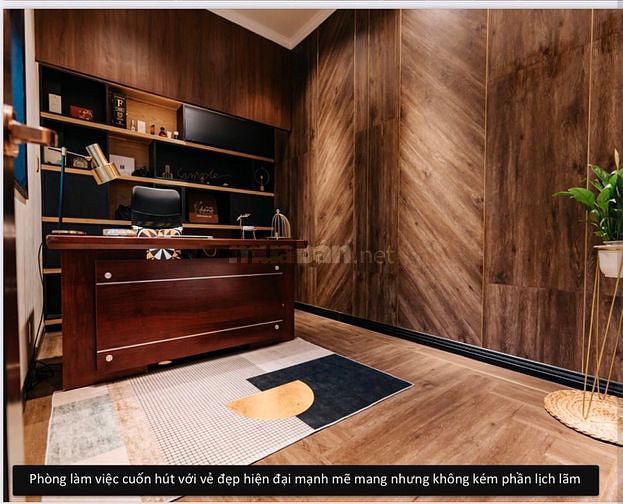 muaban.net
Phòng làm việc cuốn hút với vẻ đẹp hiện đại mạnh mẽ mang nhưng không kém phần lịch lãm